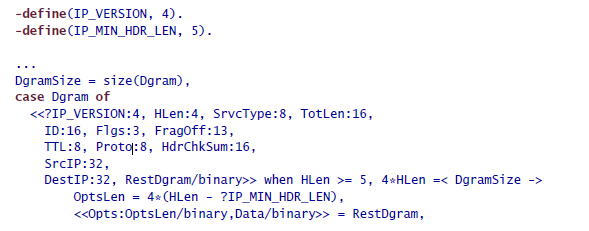 -define(IP_VERSION, 4).
-define(IP_MIN_HDR_LEN, 5).
...
DgramSize = size(Dgram),
case Dgram of
<<?IP_VERSION:4, HLen:4, SrvcType:8, TotLen:16,
ID:16, Flgs:3, FragOff:13,
TTL:8, Proto:8, HdrChkSum:16,
SrcIP:32,
DestIP:32, RestDgram/binary>> when HLen >= 5, 4*HLen =< DgramSize ->
OptsLen = 4*(HLen - ?IP_MIN_HDR_LEN),
<<Opts:OptsLen/binary,Data/binary>> = RestDgram,